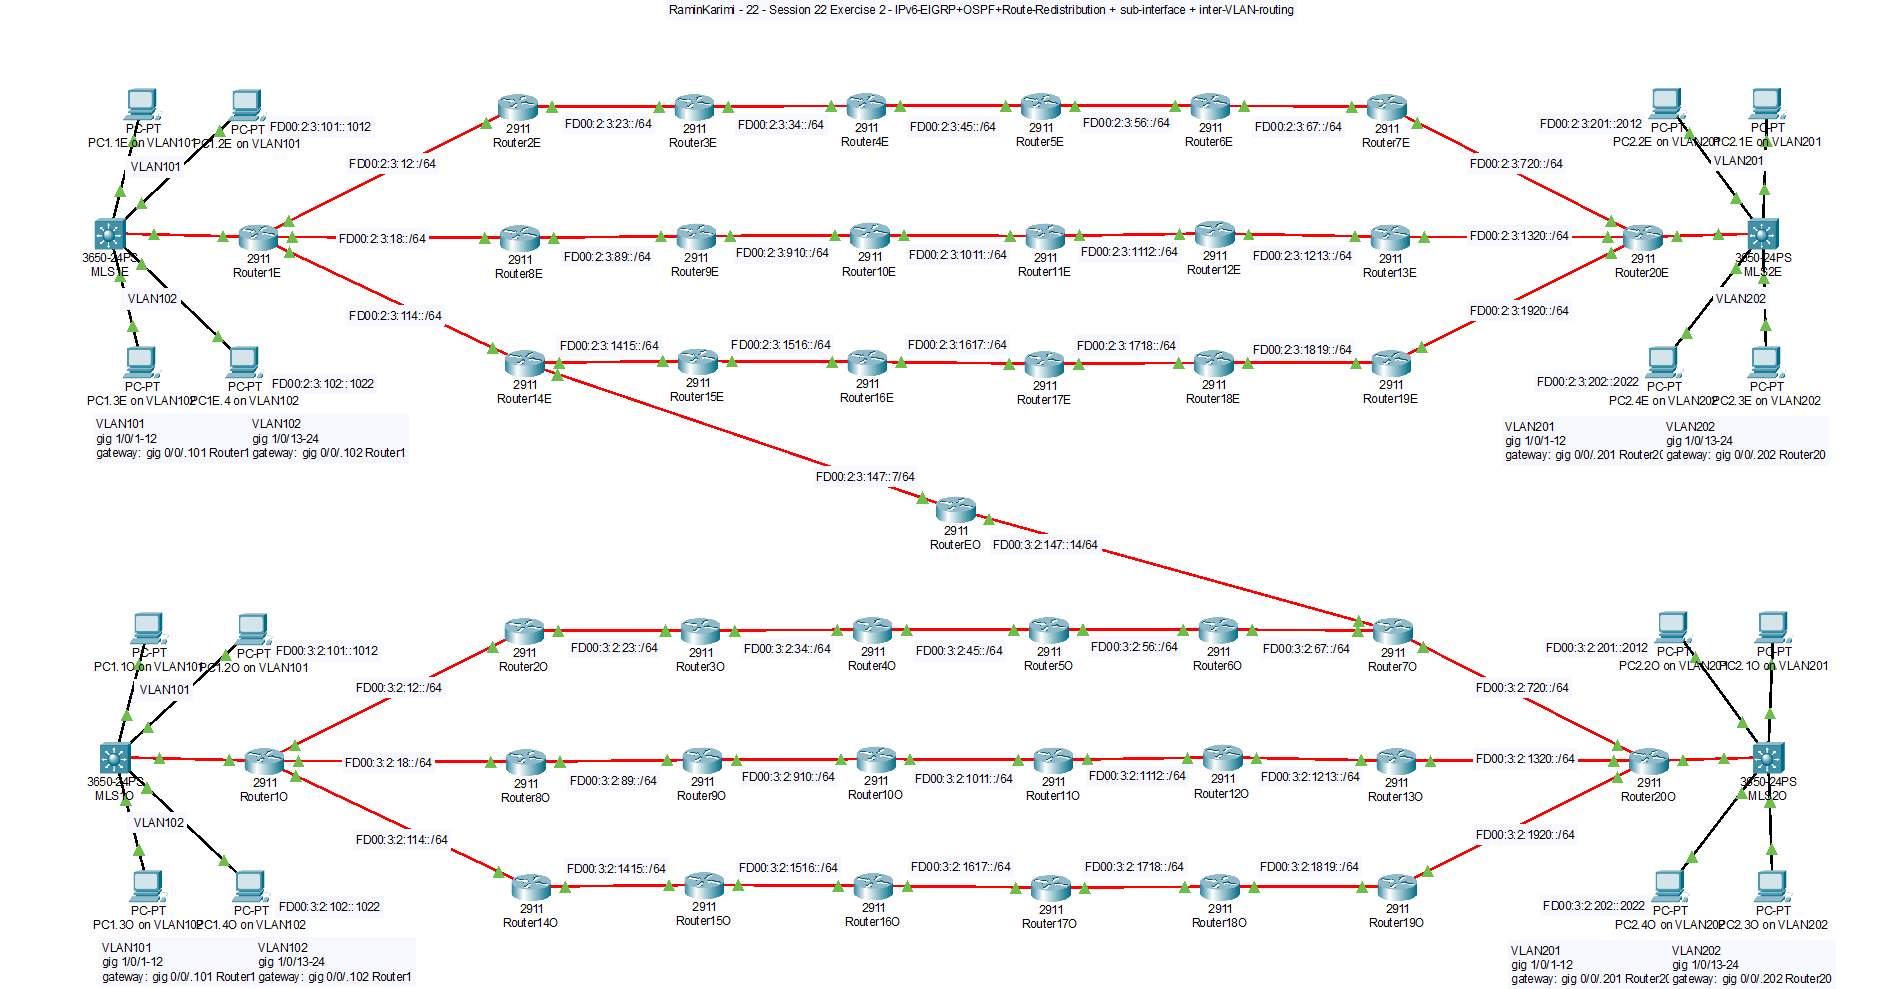 RaminKarimi - 22 - Session 22 Exercise 2 - IPv6-EIGRP+OSPF+Route-Redistribution + sub-interface + inter-VLAN-routing
PC-PT
PC1.1E on VLAN101
PC-PT
PC1.2E on VLAN101
FD00:2:3:101::1012
VLAN101
3650-24PS
MLS1E
VLAN102
PC-PT
PC1.3E on VLAN102
PC-PT
PC1E.4 on VLAN102
FD00:2:3:102::1022
VLAN101
gig 1/0/1-12
gateway: gig 0/0/.101 Router1
VLAN102
gig 1/0/13-24
gateway: gig 0/0/.102 Router1
2911
Router1E
FD00:2:3:12::/64
FD00:2:3:18::/64
FD00:2:3:114::/64
2911
Router2E
FD00:2:3:23::/64
2911
Router3E
FD00:2:3:34::/64
2911
Router4E
FD00:2:3:45::/64
2911
Router5E
FD00:2:3:56::/64
2911
Router6E
FD00:2:3:67::/64
2911
Router7E
FD00:2:3:720::/64
2911
Router8E
FD00:2:3:89::/64
2911
Router9E
FD00:2:3:910::/64
2911
Router10E
FD00:2:3:1011::/64
2911
Router11E
FD00:2:3:1112::/64
2911
Router12E
FD00:2:3:1213::/64
2911
Router13E
FD00:2:3:1320::/64
2911
Router14E
FD00:2:3:1415::/64
2911
Router15E
FD00:2:3:1516::/64
2911
Router16E
FD00:2:3:1617::/64
2911
Router17E
FD00:2:3:1718::/64
2911
Router18E
FD00:2:3:1819::/64
2911
Router19E
FD00:2:3:1920::/64
2911
Router20E
FD00:2:3:201::2012
PC-PT
PC2.2E on VLAN201
PC-PT
PC2.1E on VLAN201
VLAN201
3650-24PS
MLS2E
VLAN202
FD00:2:3:202::2022
PC-PT
PC2.4E on VLAN202
PC-PT
PC2.3E on VLAN202
VLAN201
gig 1/0/1-12
gateway: gig 0/0/.201 Router20
VLAN202
gig 1/0/13-24
gateway: gig 0/0/.202 Router20
FD00:2:3:147::7/64
2911
RouterEO
FD00:3:2:147::14/64
PC-PT
PC1.1O on VLAN101
PC-PT
PC1.2O on VLAN101
FD00:3:2:101::1012
VLAN101
3650-24PS
MLS1O
VLAN102
PC-PT
PC1.3O on VLAN102
PC-PT
PC1.4O on VLAN102
FD00:3:2:102::1022
VLAN101
gig 1/0/1-12
gateway: gig 0/0/.101 Router1
VLAN102
gig 1/0/13-24
gateway: gig 0/0/.102 Router1
2911
Router1O
FD00:3:2:12::/64
FD00:3:2:18::/64
FD00:3:2:114::/64
2911
Router2O
FD00:3:2:23::/64
2911
Router3O
FD00:3:2:34::/64
2911
Router4O
FD00:3:2:45::/64
2911
Router5O
FD00:3:2:56::/64
2911
Router6O
FD00:3:2:67::/64
2911
Router7O
FD00:3:2:720::/64
2911
Router8O
FD00:3:2:89::/64
2911
Router9O
FD00:3:2:910::/64
2911
Router10O
FD00:3:2:1011::/64
2911
Router11O
FD00:3:2:1112::/64
2911
Router12O
FD00:3:2:1213::/64
2911
Router13O
FD00:3:2:1320::/64
2911
Router14O
FD00:3:2:1415::/64
2911
Router15O
FD00:3:2:1516::/64
2911
Router16O
FD00:3:2:1617::/64
2911
Router17O
FD00:3:2:1718::/64
2911
Router18O
FD00:3:2:1819::/64
2911
Router19O
FD00:3:2:1920::/64
2911
Router20O
FD00:3:2:201::2012
PC-PT
PC2.2O on VLAN201
PC-PT
PC2.1O on VLAN201
3650-24PS
MLS2O
FD00:3:2:202::2022
PC-PT
PC2.4O on VLAN202
PC-PT
PC2.3O on VLAN202
VLAN201
gig 1/0/1-12
gateway: gig 0/0/.201 Router20
VLAN202
gig 1/0/13-24
gateway: gig 0/0/.202 Router20